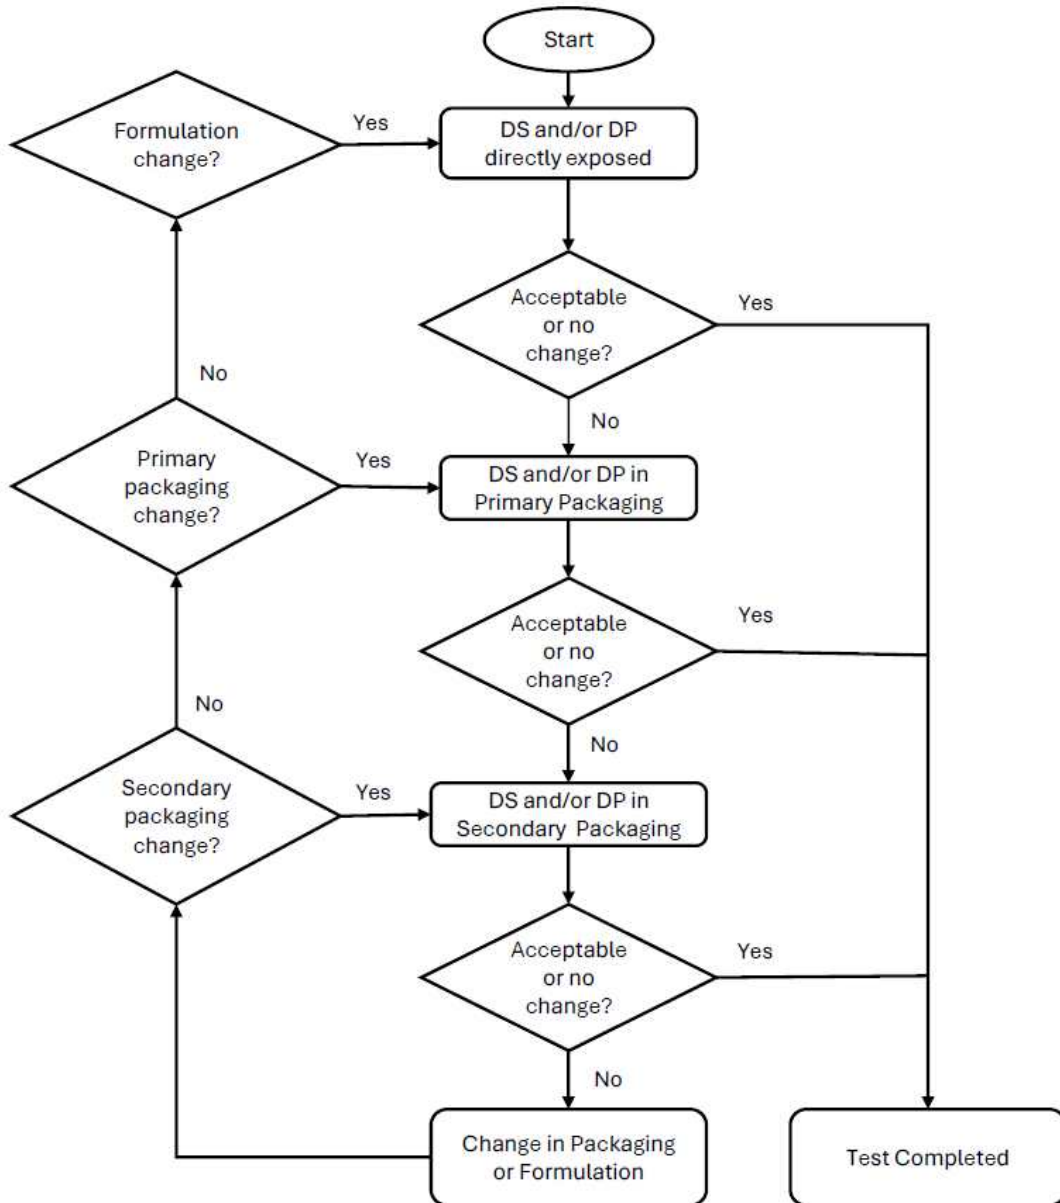 Start
Formulation
change?
Yes
DS and/or DP
directly exposed
Acceptable
or no
change?
Yes
No
No
Primary
packaging
change?
Yes
DS and/or DP in
Primary Packaging
Acceptable
or no
change?
Yes
No
No
Secondary
packaging
change?
Yes
DS and/or DP in
Secondary Packaging
Acceptable
or no
change?
Yes
No
Change in Packaging
or Formulation
Test Completed